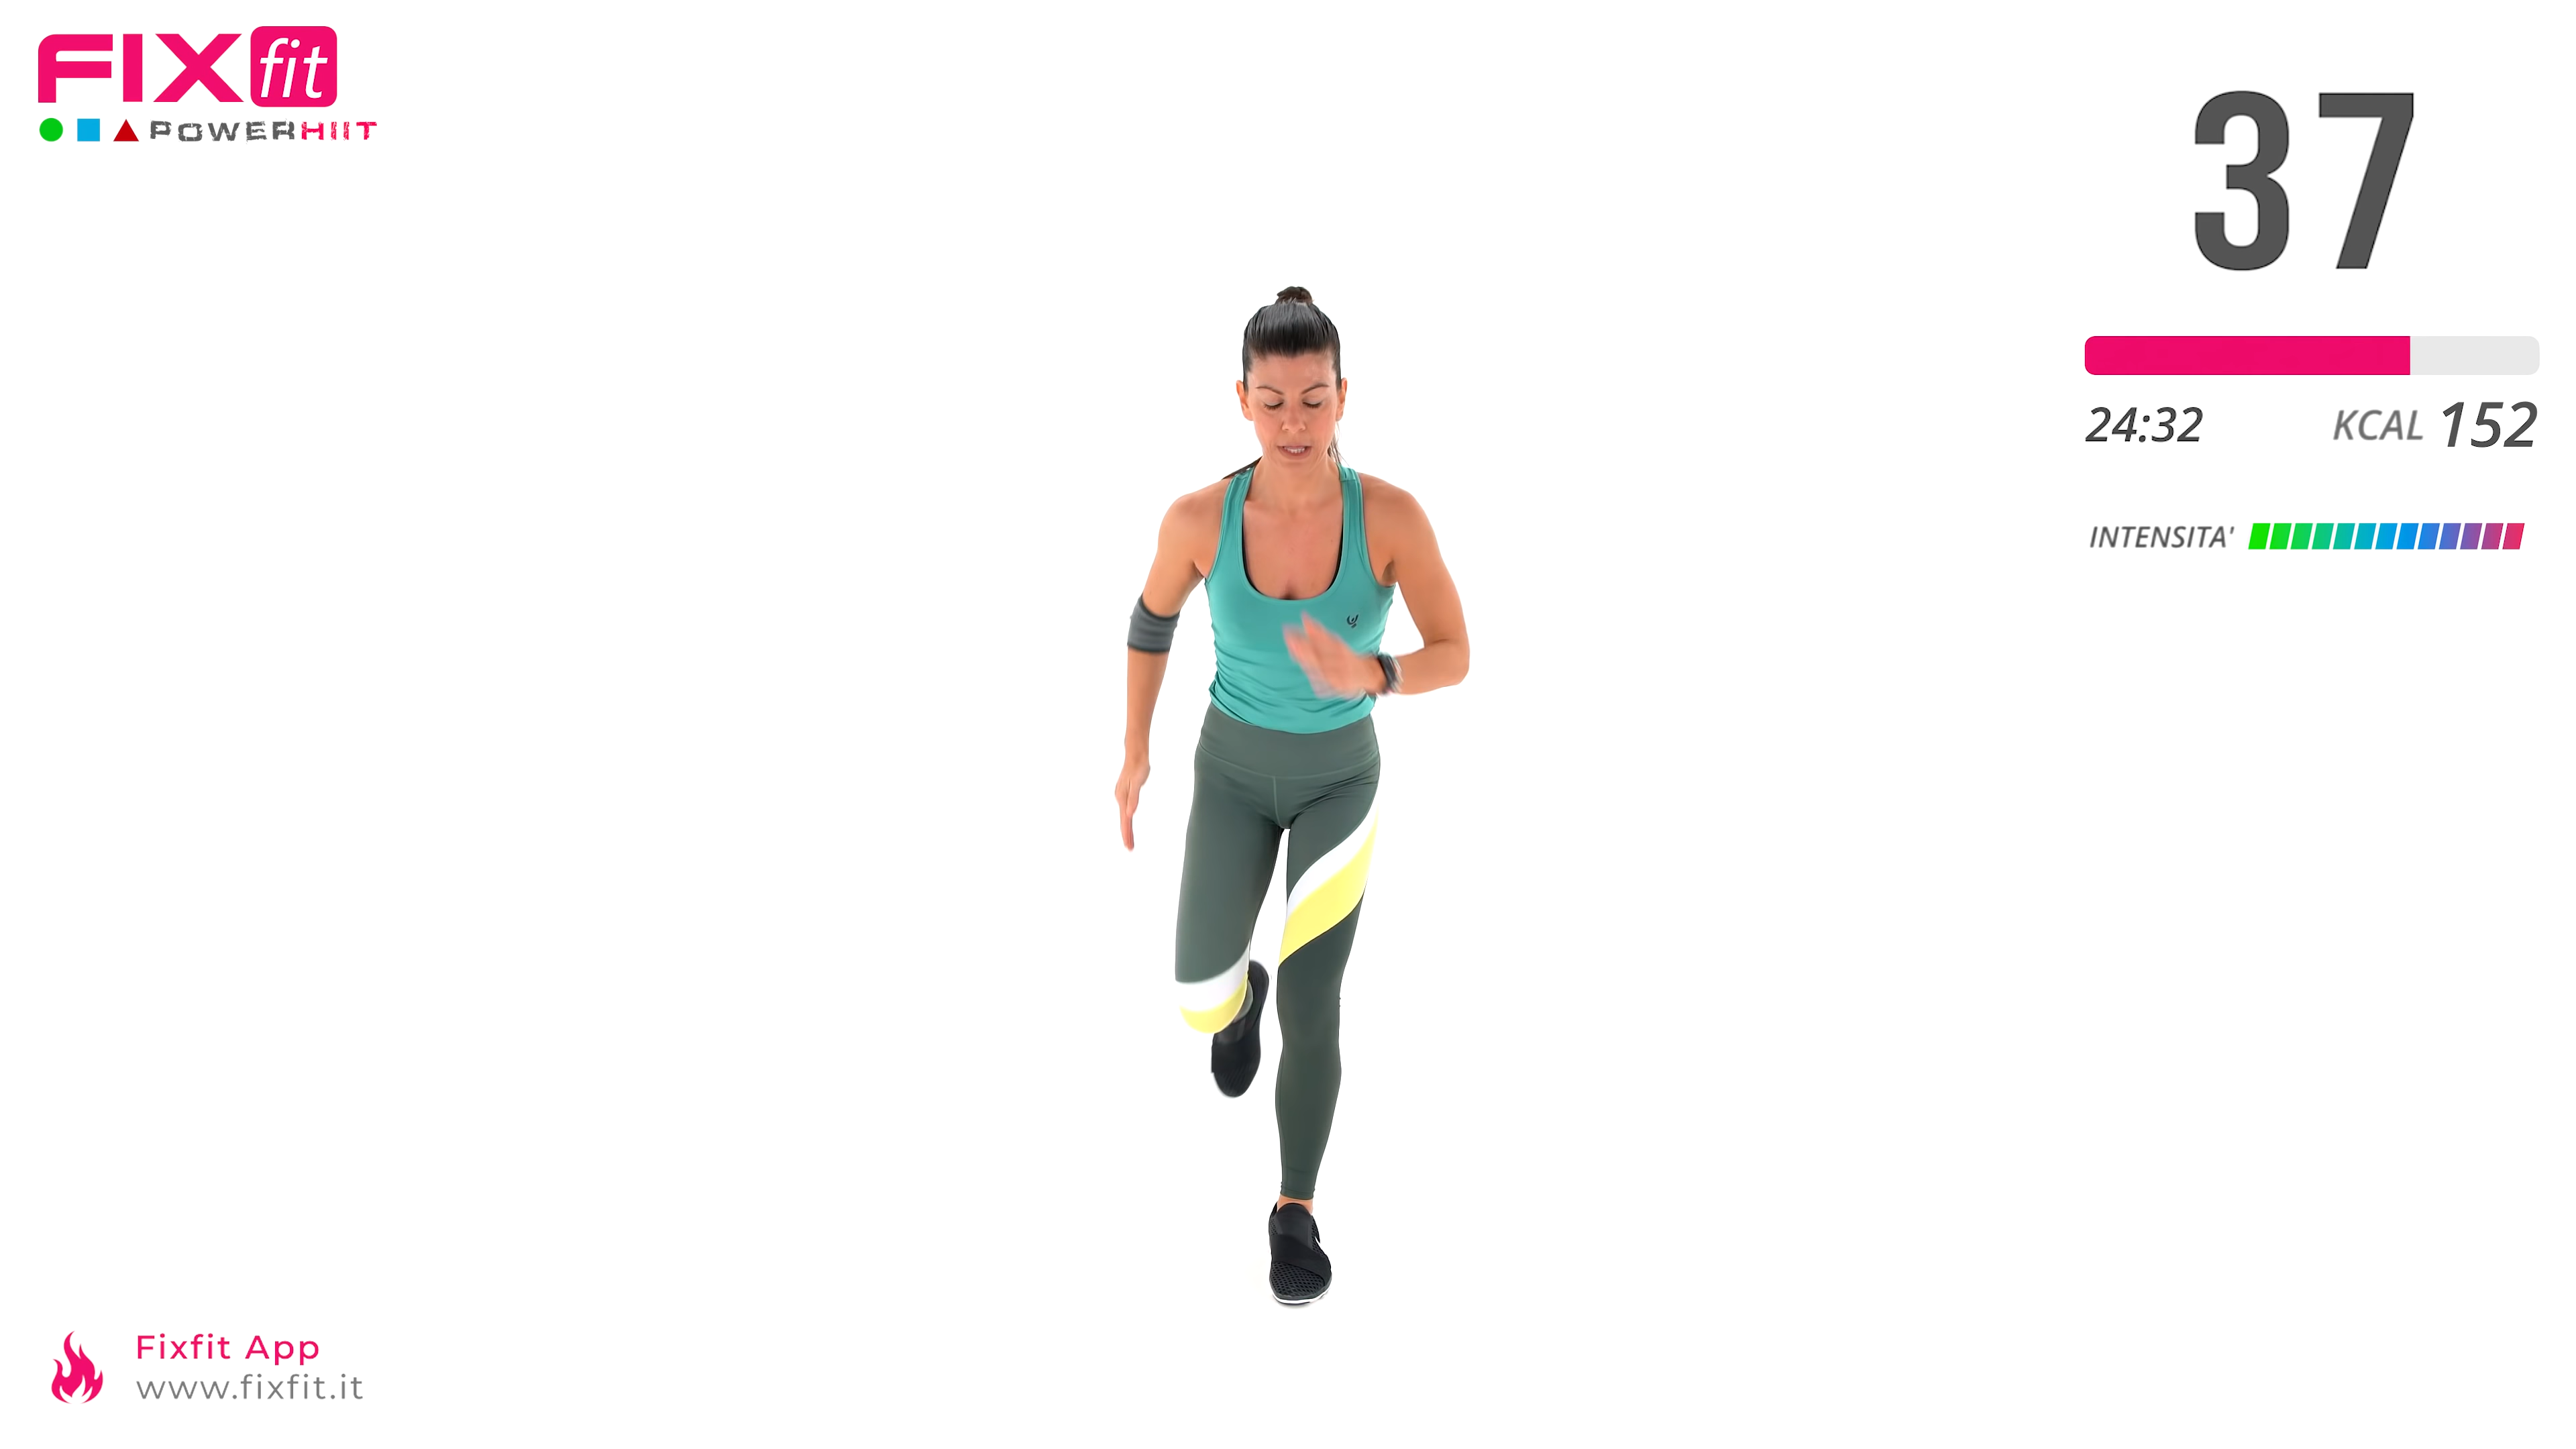 FIXfit
POWERHIIT
37
24:32 KCAL 152
INTENSITA'
Fixfit App
www.fixfit.it